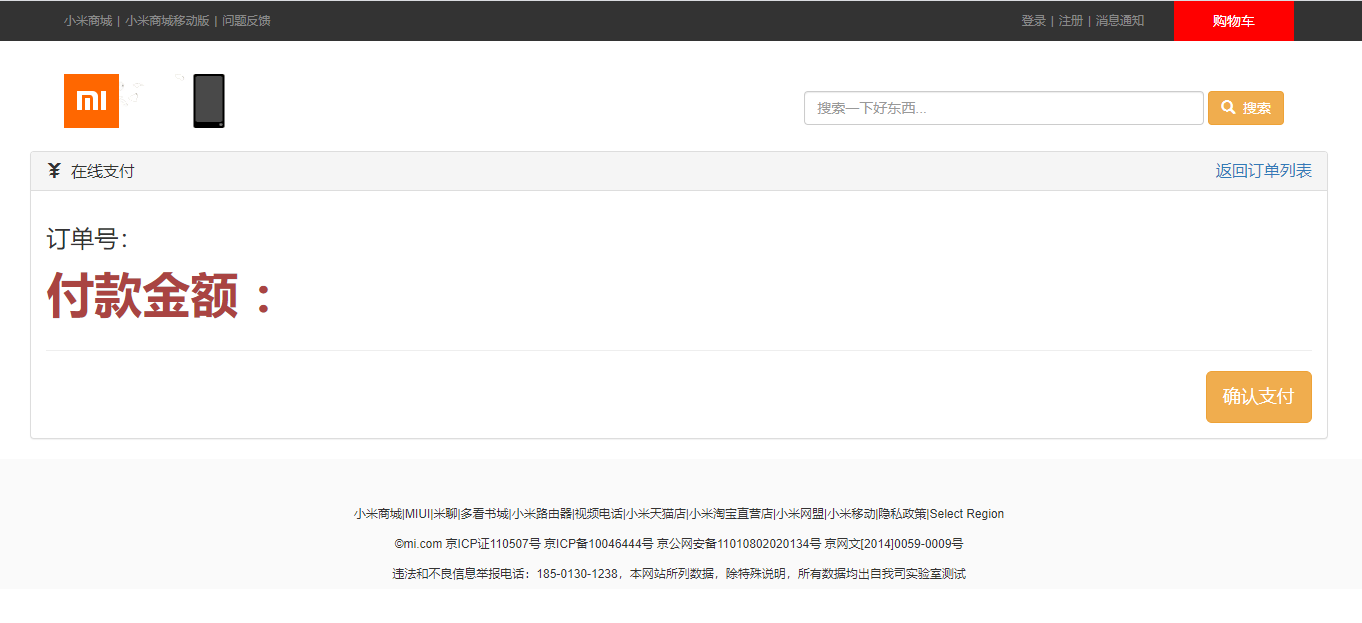 小米商城 | 小米商城移动版 | 问题反馈
登录 | 注册 | 消息通知
购物车
mi
搜索一下好东西...
搜索
¥ 在线支付
返回订单列表
订单号：
付款金额：
确认支付
小米商城|MIUI|米聊|多看书城|小米路由器|视频电话|小米天猫店|小米淘宝直营店|小米网盟|小米移动|隐私政策|Select Region
©mi.com 京ICP证110507号 京ICP备10046444号 京公网安备11010802020134号 京网文[2014]0059-0009号
违法和不良信息举报电话：185-0130-1238，本网站所列数据，除特殊说明，所有数据均出自我司实验室测试